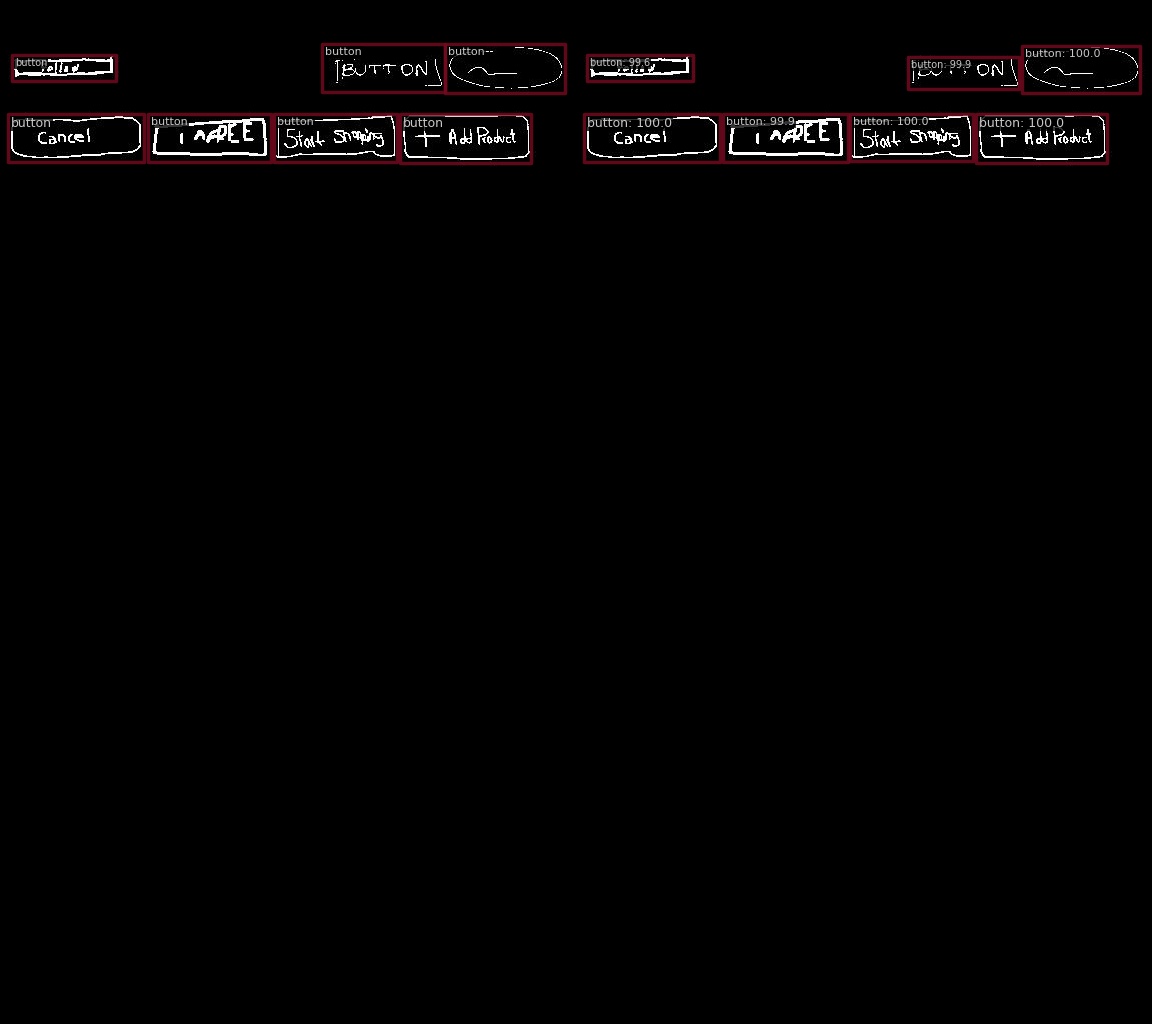 button button button-- button: 99.6 button: 99.9 button: 100.0
BUTTON ON
button button button button button: 100.0 button: 99.9 button: 100.0 button: 100.0
Cancel I AGREE Start Shopping + Add Product Cancel I AGREE Start Shopping + Add Product